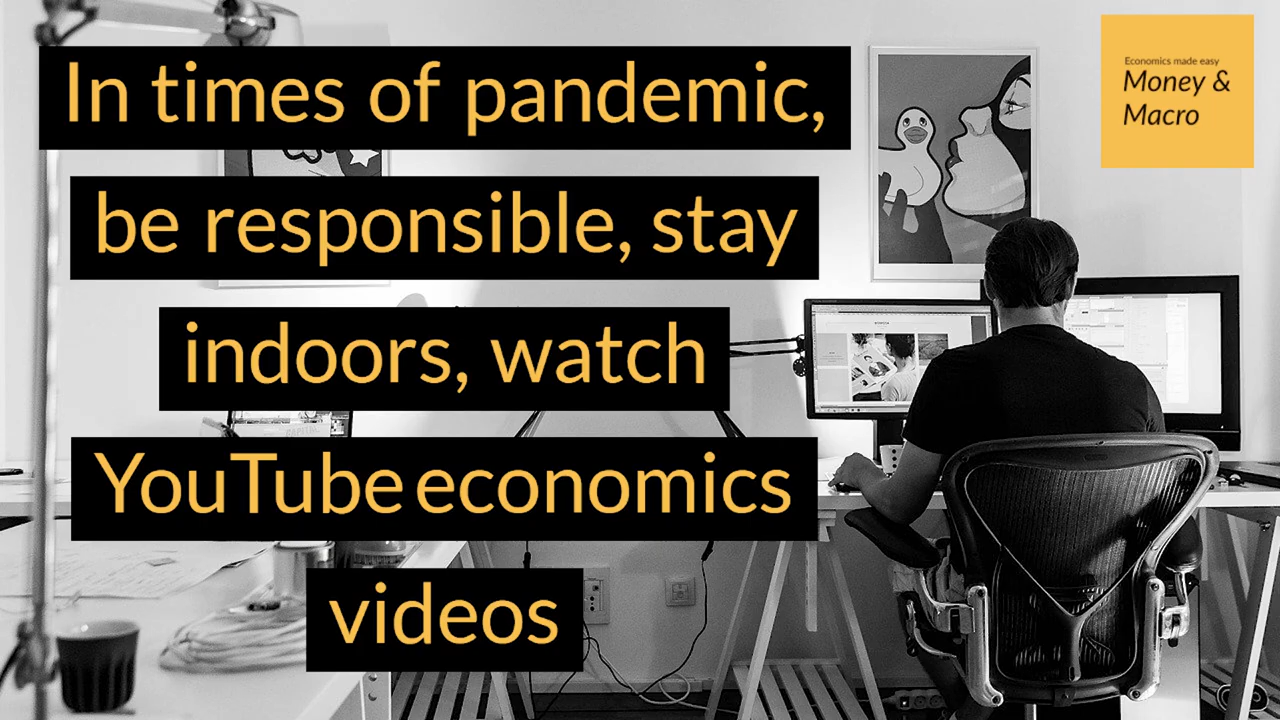 In times of pandemic,
be responsible, stay
indoors, watch
YouTube economics
videos
Economics made easy
Money &
Macro